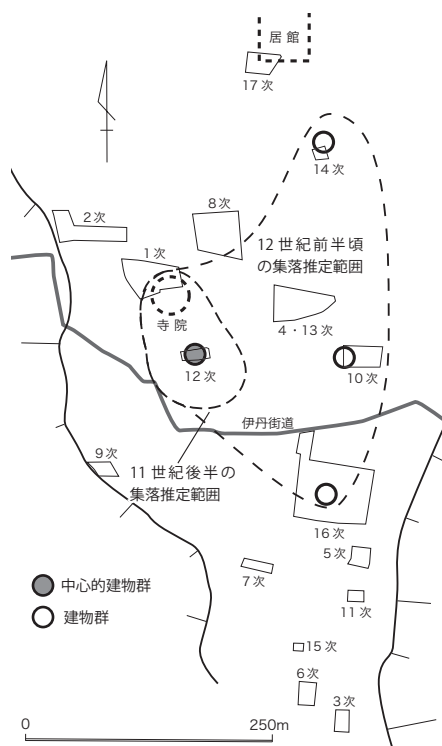 居館
17次
14次
2次
8次
1次
12世紀前半頃
の集落推定範囲
寺院
4・13次
12次
10次
伊丹街道
9次
11世紀後半の
集落推定範囲
16次
5次
7次
中心的建物群
11次
建物群
15次
6次
3次
0
250m